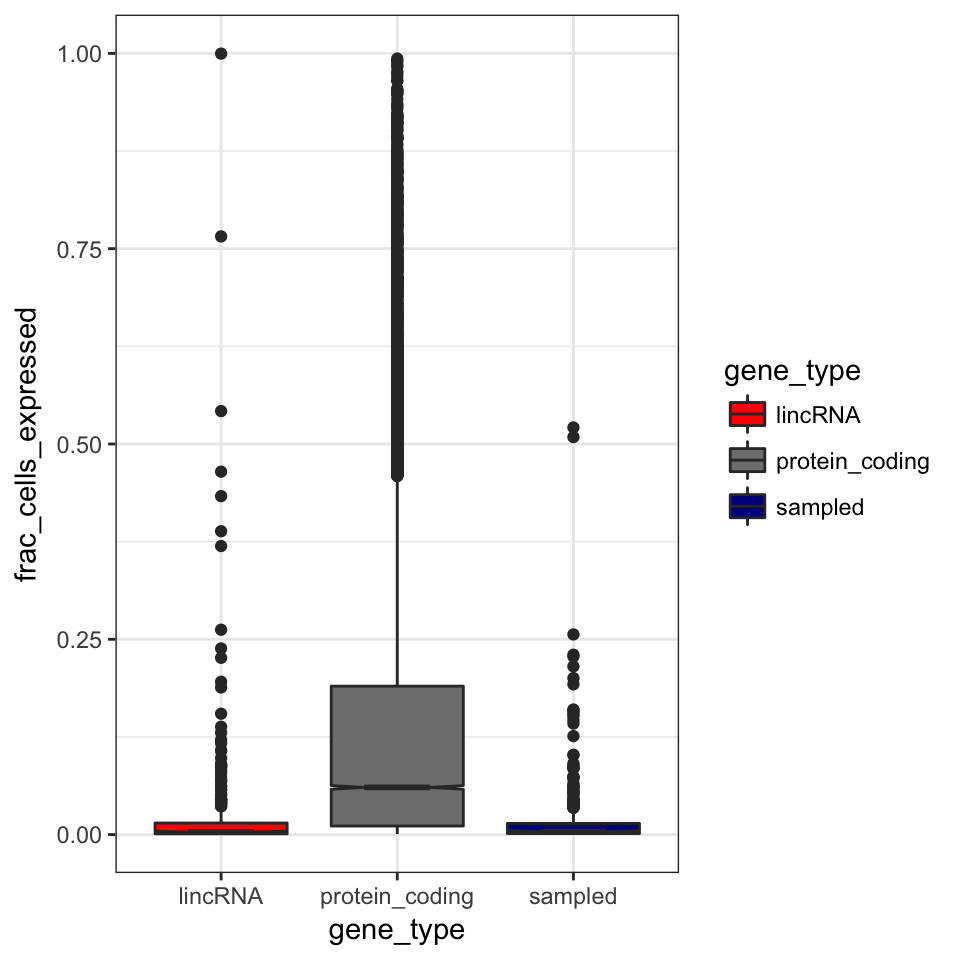 frac_cells_expressed
1.00
0.75
0.50
0.25
0.00
lincRNA
protein_coding
sampled
gene_type
gene_type
lincRNA
protein_coding
sampled